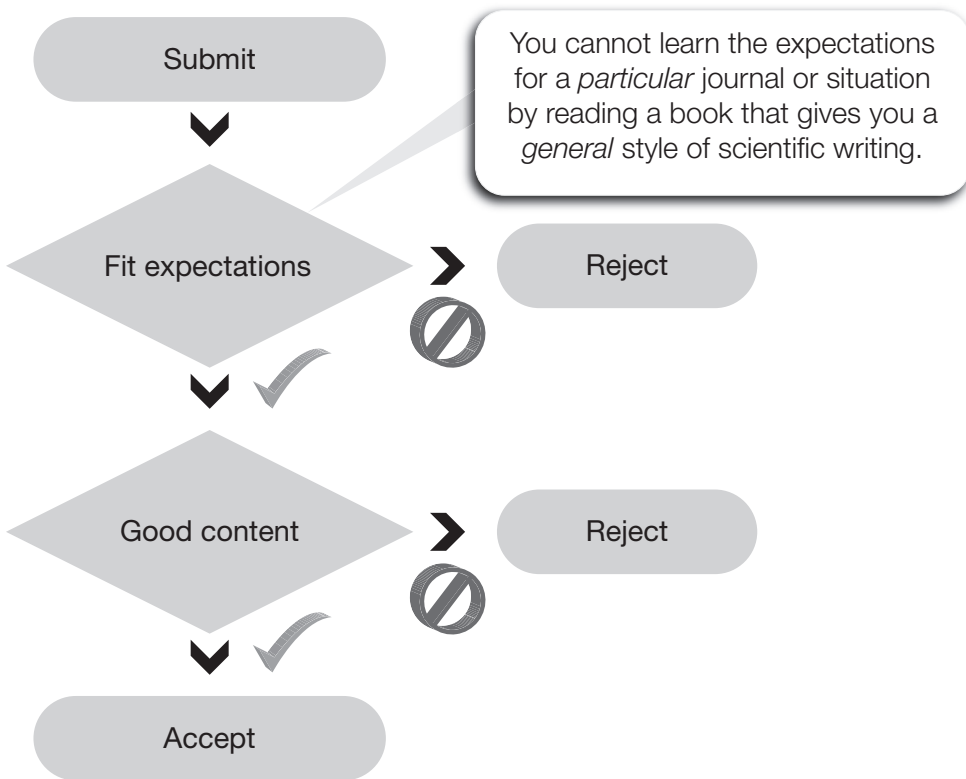 Submit
You cannot learn the expectations
for a particular journal or situation
by reading a book that gives you a
general style of scientific writing.
Fit expectations
Reject
Good content
Reject
Accept